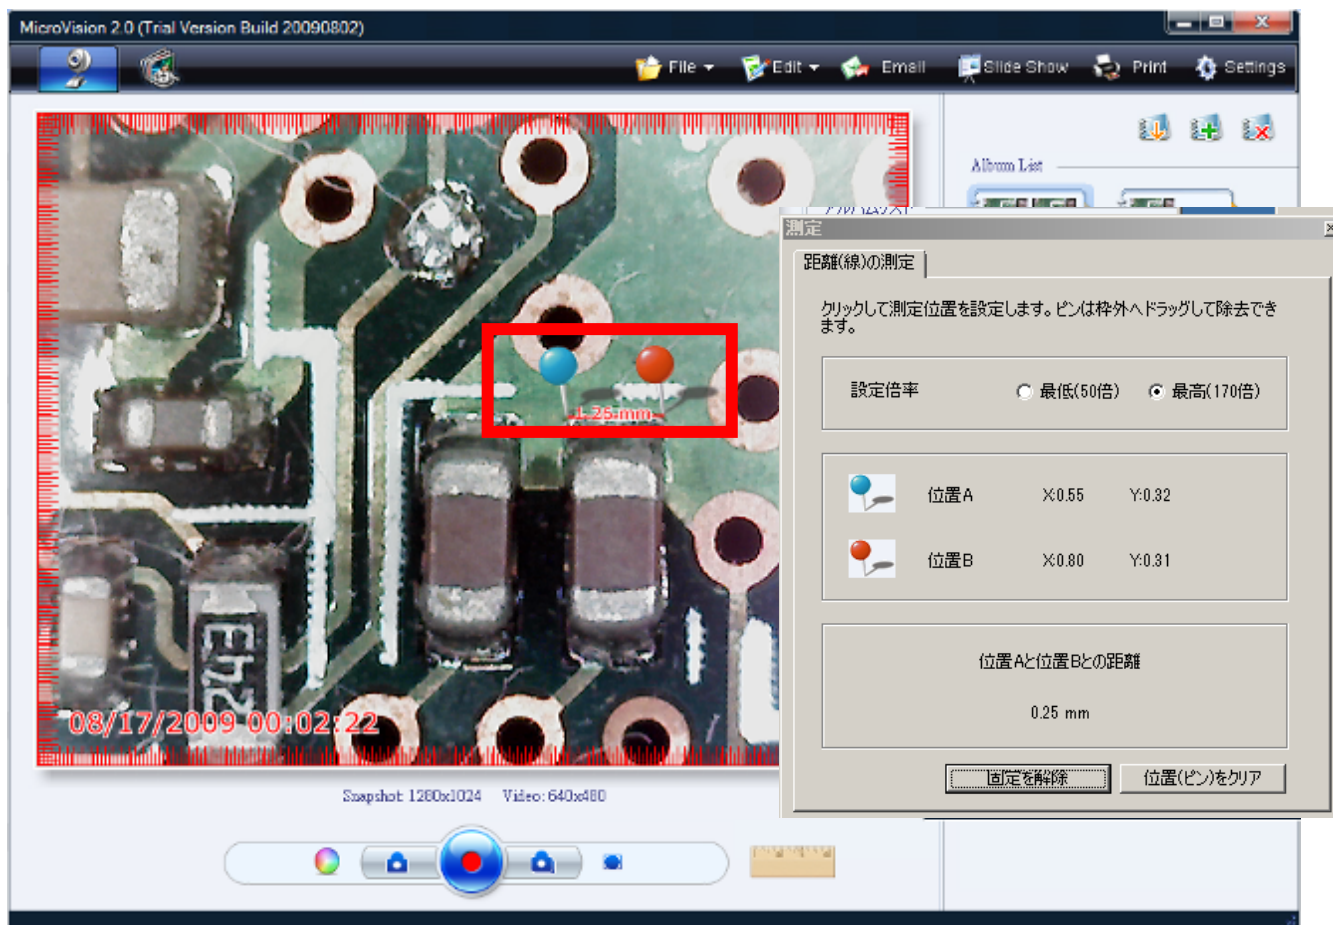 MicroVision 2.0 (Trial Version Build 20090802)
File
Edit
Email
Slide Show
Print
Settings
Album List
測定
距離(線)の測定
クリックして測定位置を設定します。ピンは枠外へドラッグして除去でき
ます。
設定倍率
最低(50倍)
最高(170倍)
1.25 mm
位置A X:0.55 Y:0.32
位置B X:0.80 Y:0.31
位置Aと位置Bとの距離
0.25 mm
固定を解除
位置(ピン)をクリア
E42
08/17/2009 00:02:22
Snapshot: 1280x1024 Video: 640x480